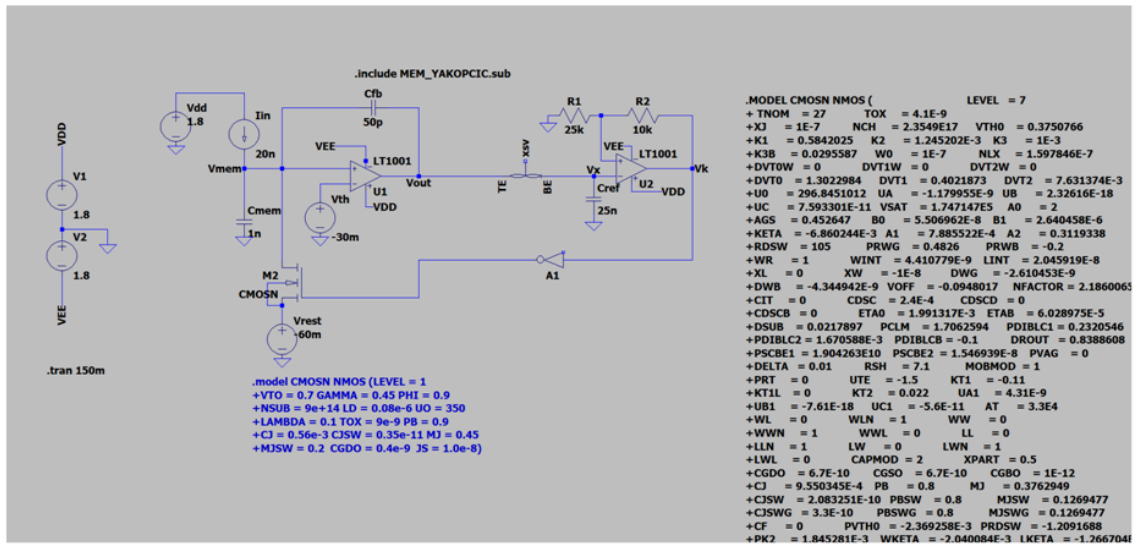 .include MEM_YAKOPCIC.sub
Vdd
1.8
Iin
20n
Cfb
50p
R1
25k
R2
10k
VDD
VEE
LT1001
xsv
VEE
LT1001
Vmem
U1
VDD
Vout
TE
BE
Vx
U2
VDD
Vk
V1
1.8
Cmem
1n
Vth
-30m
Cref
25n
V2
1.8
M2
CMOSN
A1
VEE
Vrest
-60m
.tran 150m
.model CMOSN NMOS (LEVEL = 1
+VTO = 0.7 GAMMA = 0.45 PHI = 0.9
+NSUB = 9e+14 LD = 0.08e-6 UO = 350
+LAMBDA = 0.1 TOX = 9e-9 PB = 0.9
+CJ = 0.56e-3 CJSW = 0.35e-11 MJ = 0.45
+MJSW = 0.2 CGDO = 0.4e-9 JS = 1.0e-8)
.MODEL CMOSN NMOS ( LEVEL = 7
+ TNOM = 27 TOX = 4.1E-9
+XJ = 1E-7 NCH = 2.3549E17 VTH0 = 0.3750766
+K1 = 0.5842025 K2 = 1.245202E-3 K3 = 1E-3
+K3B = 0.0295587 W0 = 1E-7 NLX = 1.597846E-7
+DVT0W = 0 DVT1W = 0 DVT2W = 0
+DVT0 = 1.3022984 DVT1 = 0.4021873 DVT2 = 7.631374E-3
+U0 = 296.8451012 UA = -1.179955E-9 UB = 2.32616E-18
+UC = 7.593301E-11 VSAT = 1.747147E5 A0 = 2
+AGS = 0.452647 B0 = 5.506962E-8 B1 = 2.640458E-6
+KETA = -6.860244E-3 A1 = 7.885522E-4 A2 = 0.3119338
+RDSW = 105 PRWG = 0.4826 PRWB = -0.2
+WR = 1 WINT = 4.410779E-9 LINT = 2.045919E-8
+XL = 0 XW = -1E-8 DWG = -2.610453E-9
+DWB = -4.344942E-9 VOFF = -0.0948017 NFACTOR = 2.1860065
+CIT = 0 CDSC = 2.4E-4 CDSCD = 0
+CDSCB = 0 ETA0 = 1.991317E-3 ETAB = 6.028975E-5
+DSUB = 0.0217897 PCLM = 1.7062594 PDIBLC1 = 0.2320546
+PDIBLC2 = 1.670588E-3 PDIBLCB = -0.1 DROUT = 0.8388608
+PSCBE1 = 1.904263E10 PSCBE2 = 1.546939E-8 PVAG = 0
+DELTA = 0.01 RSH = 7.1 MOBMOD = 1
+PRT = 0 UTE = -1.5 KT1 = -0.11
+KT1L = 0 KT2 = 0.022 UA1 = 4.31E-9
+UB1 = -7.61E-18 UC1 = -5.6E-11 AT = 3.3E4
+WL = 0 WLN = 1 WW = 0
+WWN = 1 WWL = 0 LL = 0
+LLN = 1 LW = 0 LWN = 1
+LWL = 0 CAPMOD = 2 XPART = 0.5
+CGDO = 6.7E-10 CGSO = 6.7E-10 CGBO = 1E-12
+CJ = 9.550345E-4 PB = 0.8 MJ = 0.3762949
+CJSW = 2.083251E-10 PBSW = 0.8 MJSW = 0.1269477
+CJSWG = 3.3E-10 PBSWG = 0.8 MJSWG = 0.1269477
+CF = 0 PVTH0 = -2.369258E-3 PRDSW = -1.2091688
+PK2 = 1.845281E-3 WKETA = -2.040084E-3 LKETA = -1.266704E